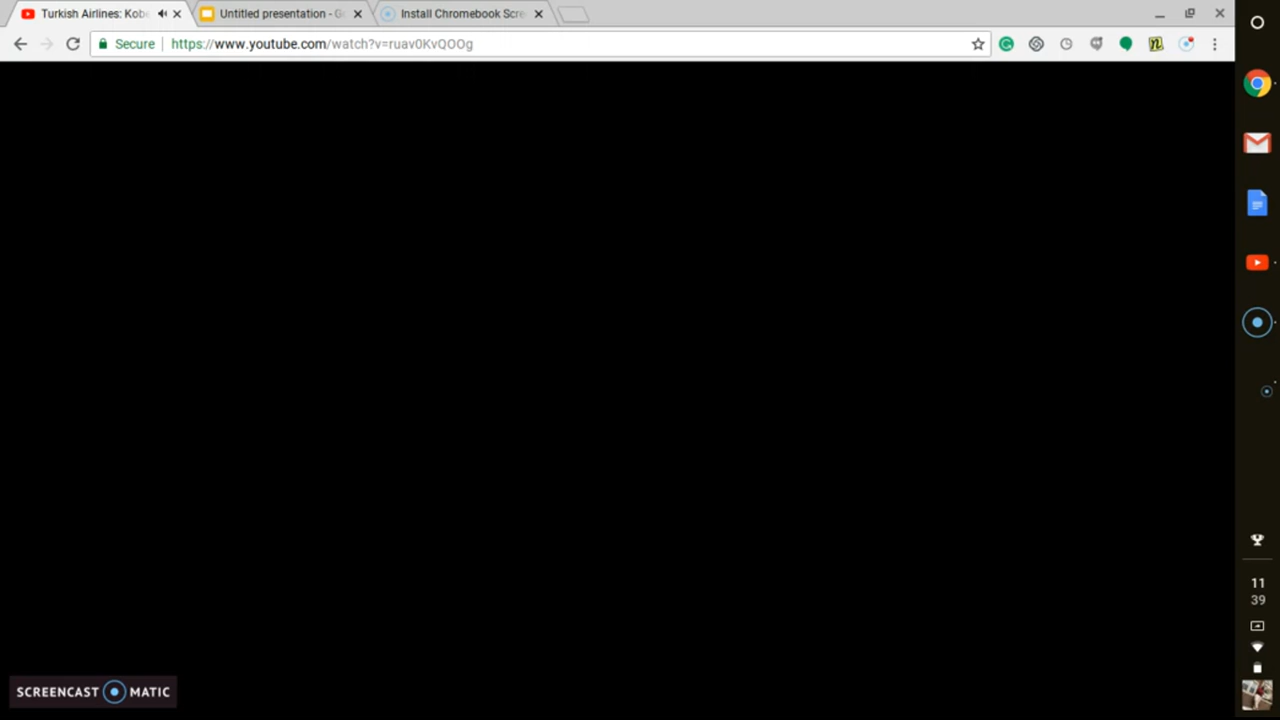 Turkish Airlines: Kob
Untitled presentation - G
Install Chromebook Scre
Secure
https://www.youtube.com/watch?v=ruav0KvQOOg
11
39
SCREENCAST MATIC